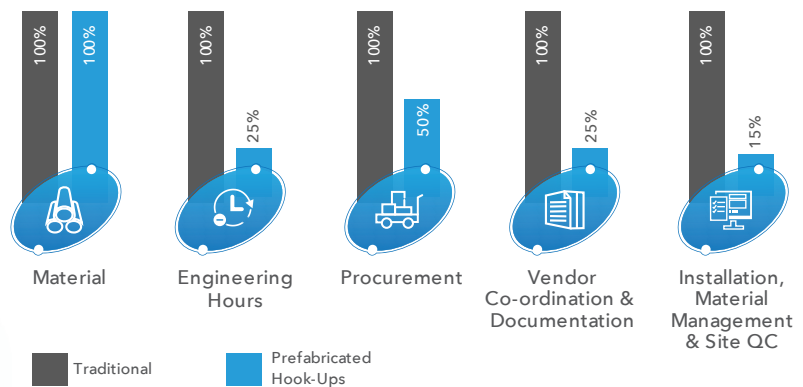 100%
100%
100%
25%
100%
50%
100%
25%
100%
15%
Material
Engineering
Hours
Procurement
Vendor
Co-ordination &
Documentation
Installation,
Material
Management
& Site QC
Traditional
Prefabricated
Hook-Ups